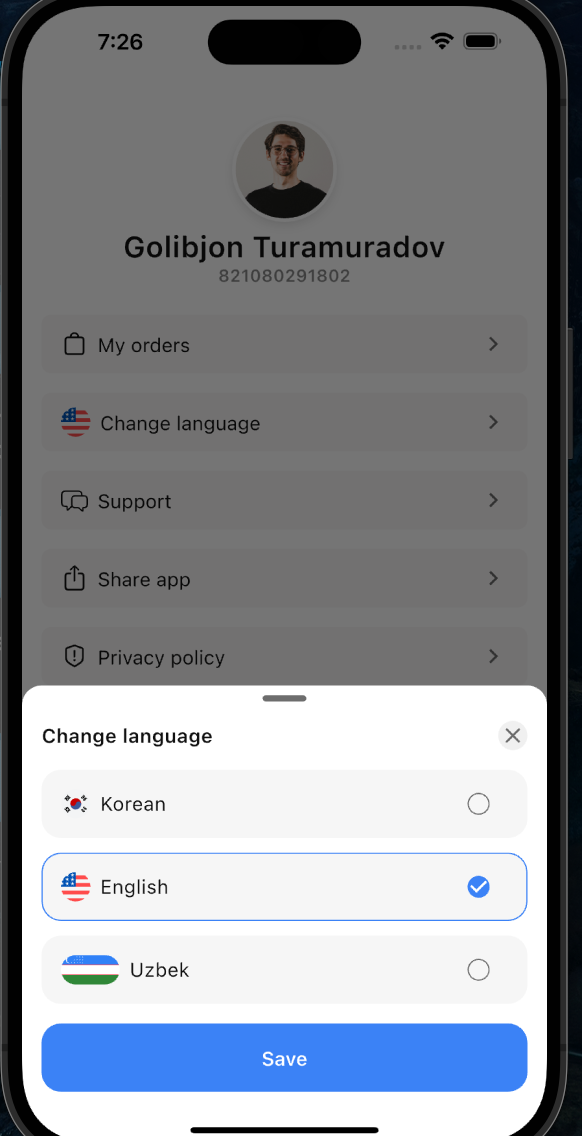 7:26
Golibjon Turamuradov
821080291802
My orders
Change language
Support
Share app
Privacy policy
Change language
Korean
English
Uzbek
Save